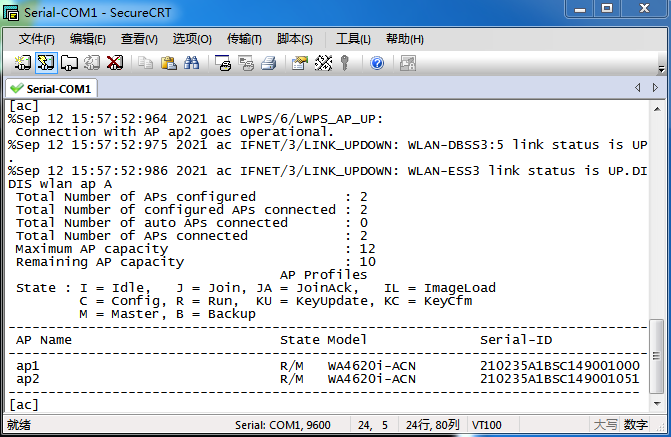 Serial-COM1 - SecureCRT
文件(F) 编辑(E) 查看(V) 选项(O) 传输(T) 脚本(S) 工具(L) 帮助(H)
Serial-COM1
[ac]
%Sep 12 15:57:52:964 2021 ac LWPS/6/LWPS_AP_UP:
 Connection with AP ap2 goes operational.
%Sep 12 15:57:52:975 2021 ac IFNET/3/LINK_UPDOWN: WLAN-DBSS3:5 link status is UP
.
%Sep 12 15:57:52:986 2021 ac IFNET/3/LINK_UPDOWN: WLAN-ESS3 link status is UP.DI
DIS wlan ap A
 Total Number of APs configured           : 2
 Total Number of configured APs connected : 2
 Total Number of auto APs connected       : 0
 Total Number of APs connected            : 2
 Maximum AP capacity                      : 12
 Remaining AP capacity                    : 10
                                  AP Profiles
 State : I = Idle,   J = Join, JA = JoinAck,   IL = ImageLoad
         C = Config, R = Run,  KU = KeyUpdate, KC = KeyCfm
         M = Master, B = Backup
--------------------------------------------------------------------------------
 AP Name                          State Model              Serial-ID
--------------------------------------------------------------------------------
 ap1                              R/M   WA4620i-ACN        210235A1BSC149001000
 ap2                              R/M   WA4620i-ACN        210235A1BSC149001051
--------------------------------------------------------------------------------
[ac]
就绪 Serial: COM1, 9600 24, 5 24行, 80列 VT100 大写 数字